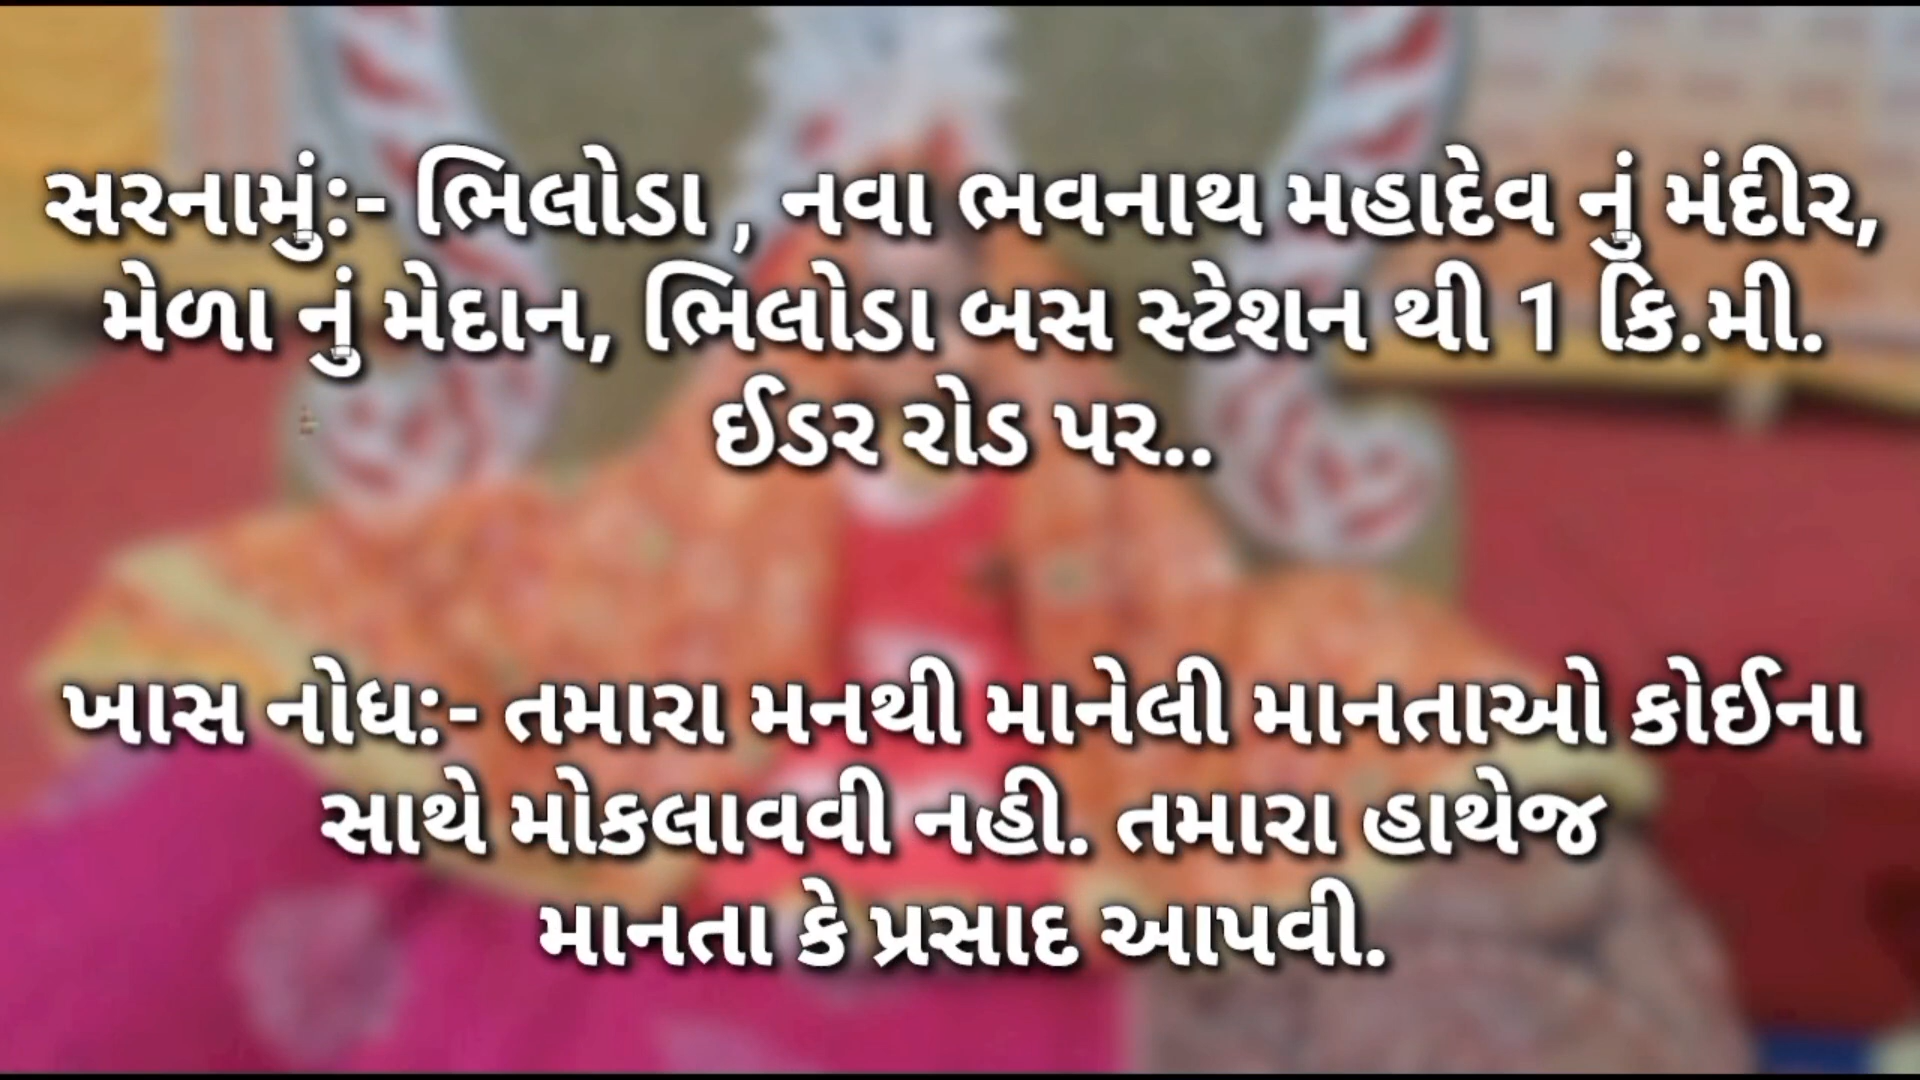 સરનામું:- ભિલોડા , નવા ભવનાથ મહાદેવ નું મંદીર,
મેળા નું મેદાન, ભિલોડા બસ સ્ટેશન થી 1 કિ.મી.
ઈડર રોડ પર..
ખાસ નોધ:- તમારા મનથી માનેલી માનતાઓ કોઈના
સાથે મોકલાવવી નહી. તમારા હાથેજ
માનતા કે પ્રસાદ આપવી.